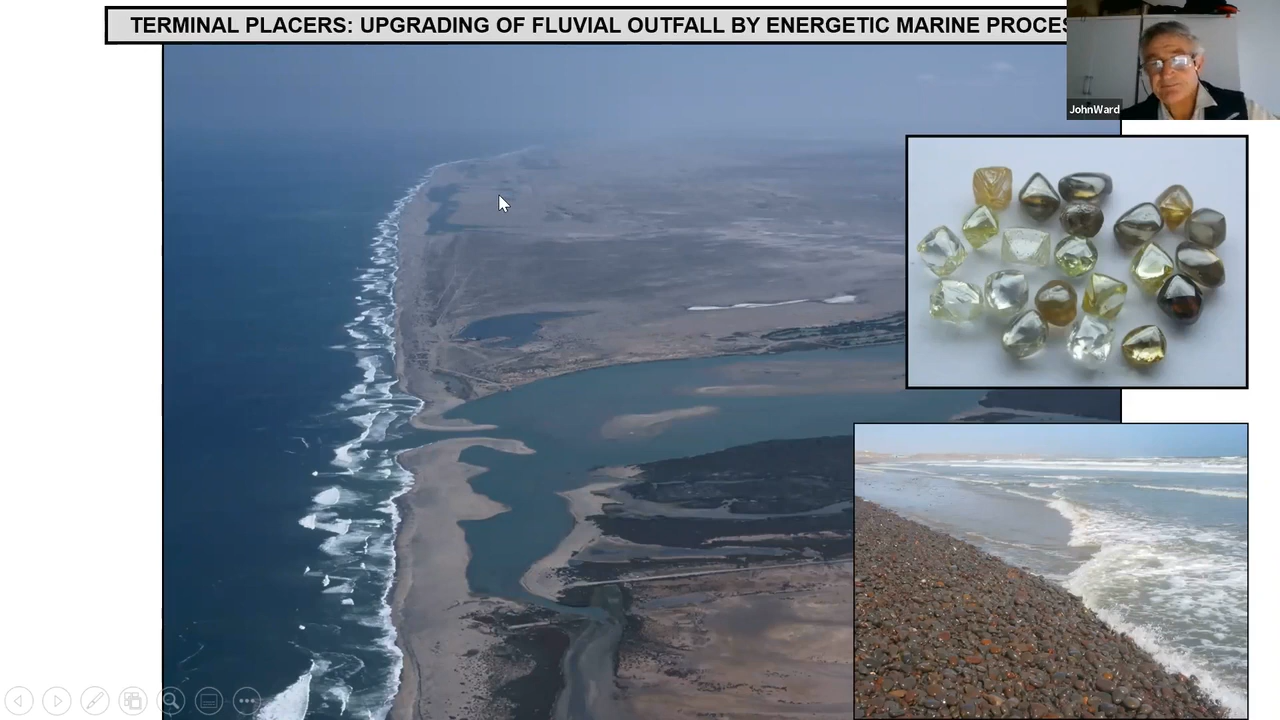 TERMINAL PLACERS: UPGRADING OF FLUVIAL OUTFALL BY ENERGETIC MARINE PROCES
JohnWard